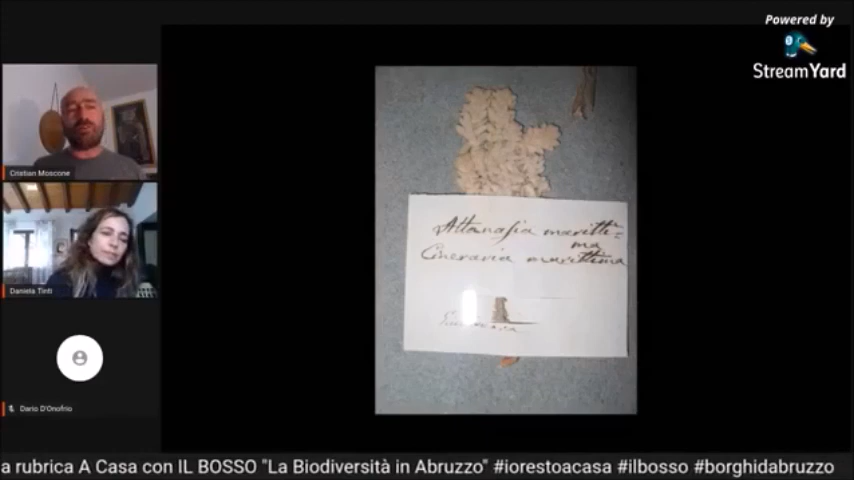 Powered by
StreamYard
Cristian Moscone
Daniela Tinti
Dario D'Onofrio
Attanasia maritti=
ma
Cineraria marittima
a rubrica A Casa con IL BOSSO "La Biodiversità in Abruzzo" #iorestoacasa #ilbosso #borghidabruzzo